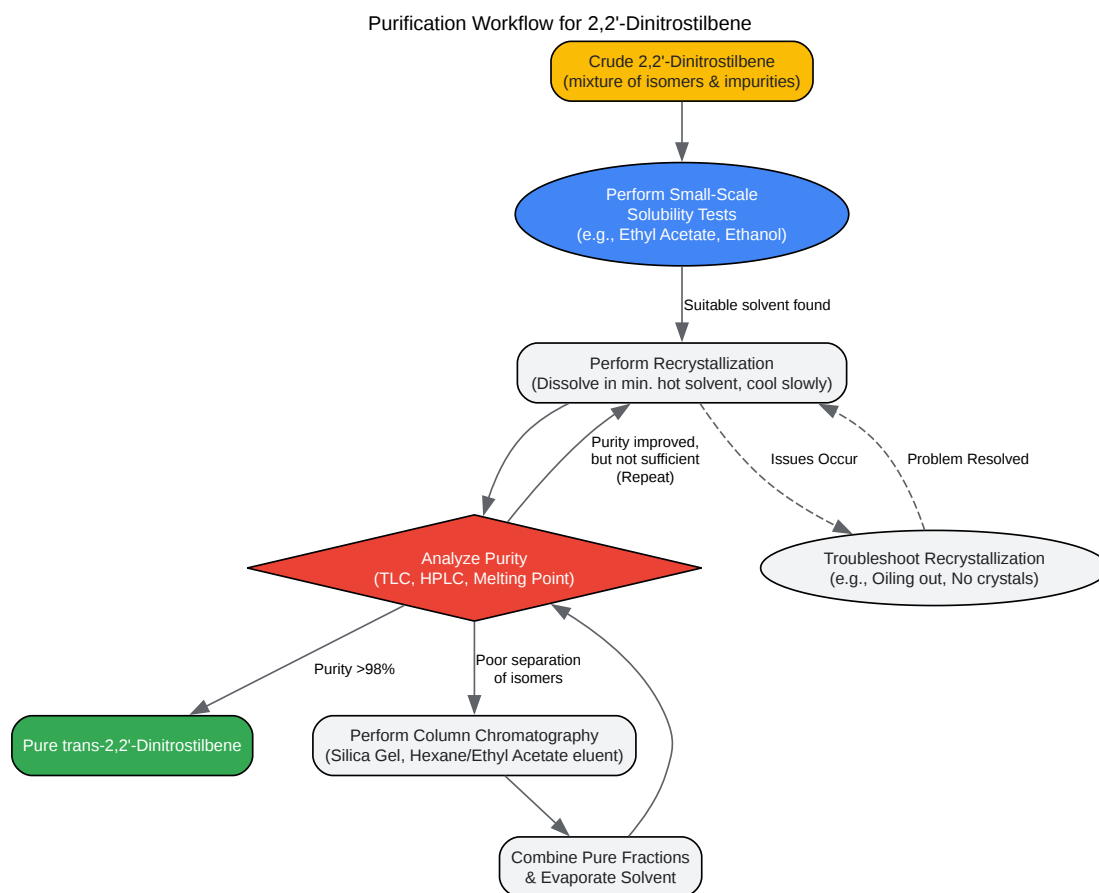 Purification Workflow for 2,2'-Dinitrostilbene
Crude 2,2'-Dinitrostilbene
(mixture of isomers & impurities)
Perform Small-Scale
Solubility Tests
(e.g., Ethyl Acetate, Ethanol)
Suitable solvent found
Perform Recrystallization
(Dissolve in min. hot solvent, cool slowly)
Purity improved,
but not sufficient
(Repeat)
Issues Occur
Problem Resolved
Analyze Purity
(TLC, HPLC, Melting Point)
Troubleshoot Recrystallization
(e.g., Oiling out, No crystals)
Purity >98%
Poor separation
of isomers
Pure trans-2,2'-Dinitrostilbene
Perform Column Chromatography
(Silica Gel, Hexane/Ethyl Acetate eluent)
Combine Pure Fractions
& Evaporate Solvent